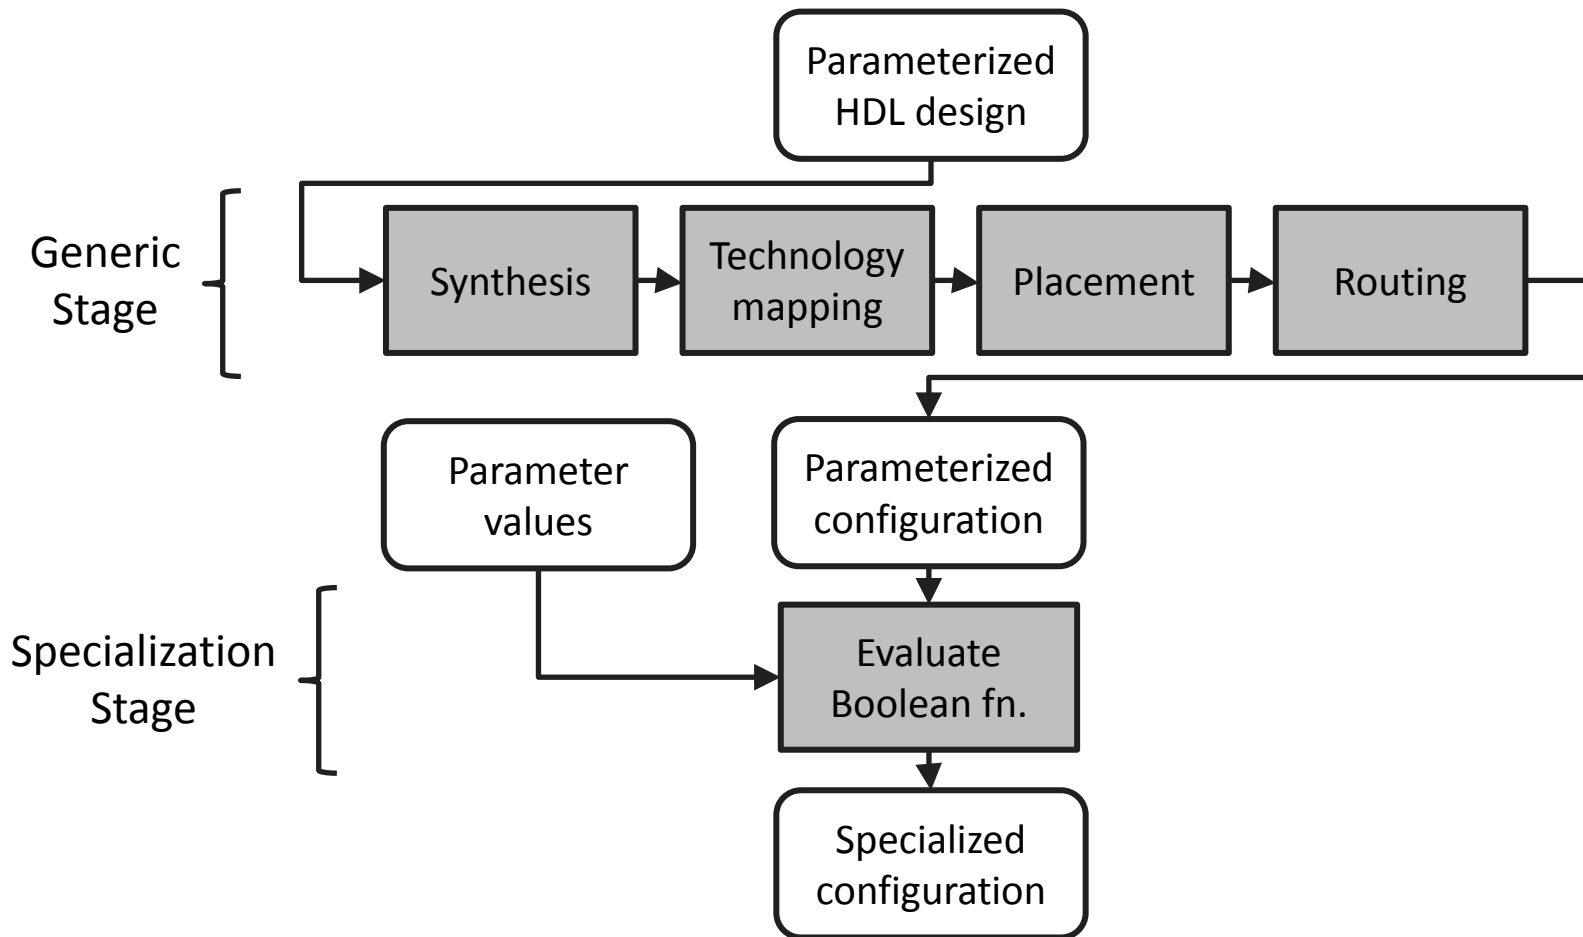 Parameterized
HDL design
Generic
Stage
Synthesis
Technology
mapping
Placement
Routing
Parameter
values
Parameterized
configuration
Specialization
Stage
Evaluate
Boolean fn.
Specialized
configuration